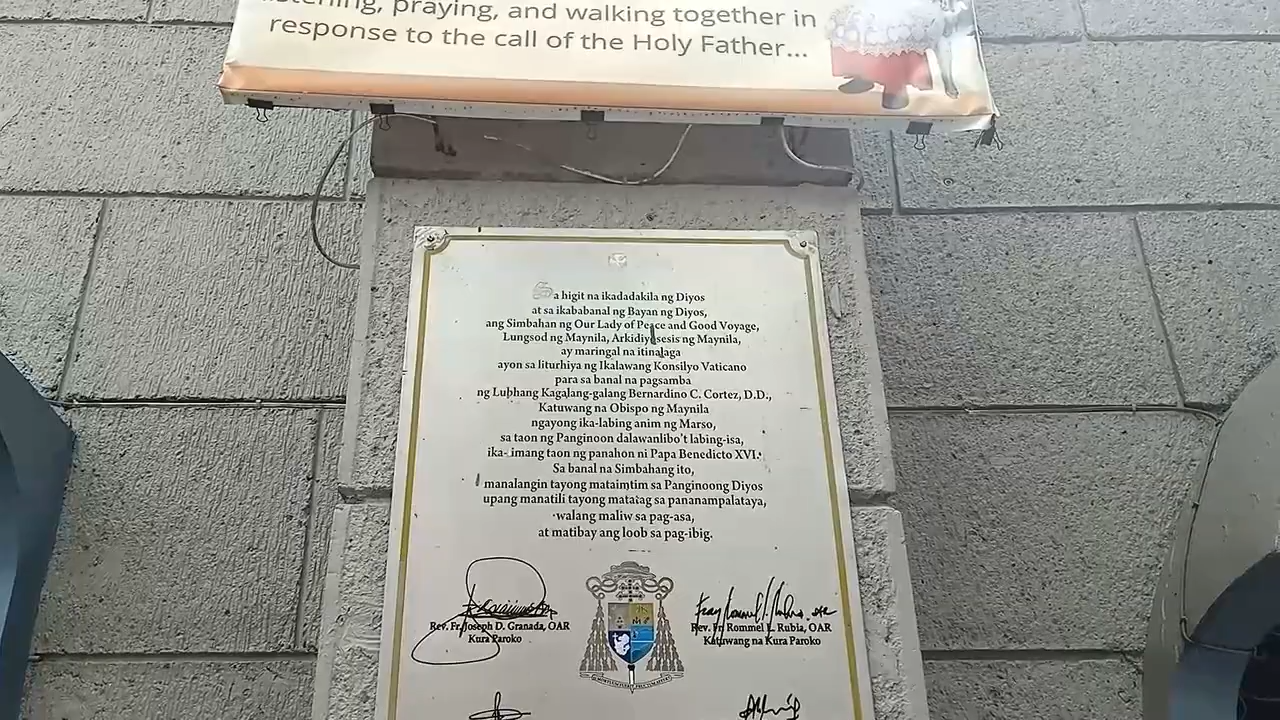 listening, praying, and walking together in
response to the call of the Holy Father...
Sa higit na ikadadakila ng Diyos
at sa ikababanal ng Bayan ng Diyos,
ang Simbahan ng Our Lady of Peace and Good Voyage,
Lungsod ng Maynila, Arkidiyosesis ng Maynila,
ay maringal na itinalaga
ayon sa liturhiya ng Ikalawang Konsilyo Vaticano
para sa banal na pagsamba
ng Lubhang Kagalang-galang Bernardino C. Cortez, D.D.,
Katuwang na Obispo ng Maynila
ngayong ika-labing anim ng Marso,
sa taon ng Panginoon dalawanlibo't labing-isa,
ika-imang taon ng panahon ni Papa Benedicto XVI.
Sa banal na Simbahang ito,
manalangin tayong mataimtim sa Panginoong Diyos
upang manatili tayong matatag sa pananampalataya,
walang maliw sa pag-asa,
at matibay ang loob sa pag-ibig.
Rev. Fr. Joseph D. Granada, OAR
Kura Paroko
Rev. Fr. Rommel L. Rubia, OAR
Katuwang na Kura Paroko